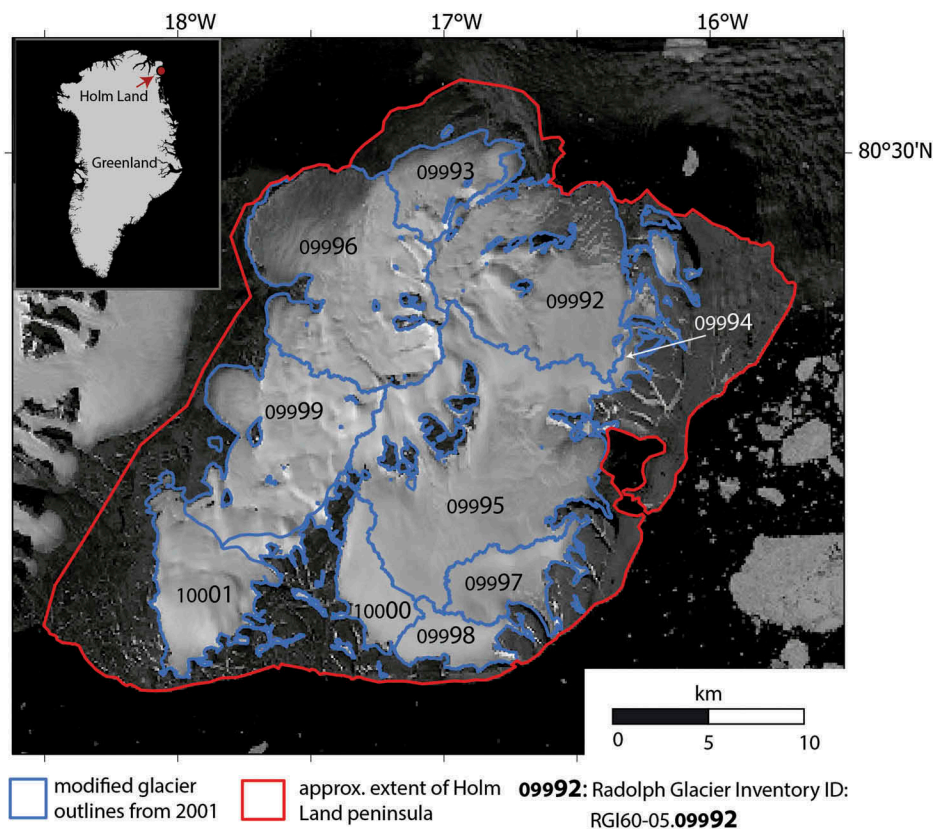 18°W 17°W 16°W
80°30'N
Holm Land
Greenland
09993
09996
09992
09994
09999
09995
09997
10001
10000
09998
km
0 5 10
modified glacier
outlines from 2001
approx. extent of Holm
Land peninsula
09992: Radolph Glacier Inventory ID:
RGI60-05.09992